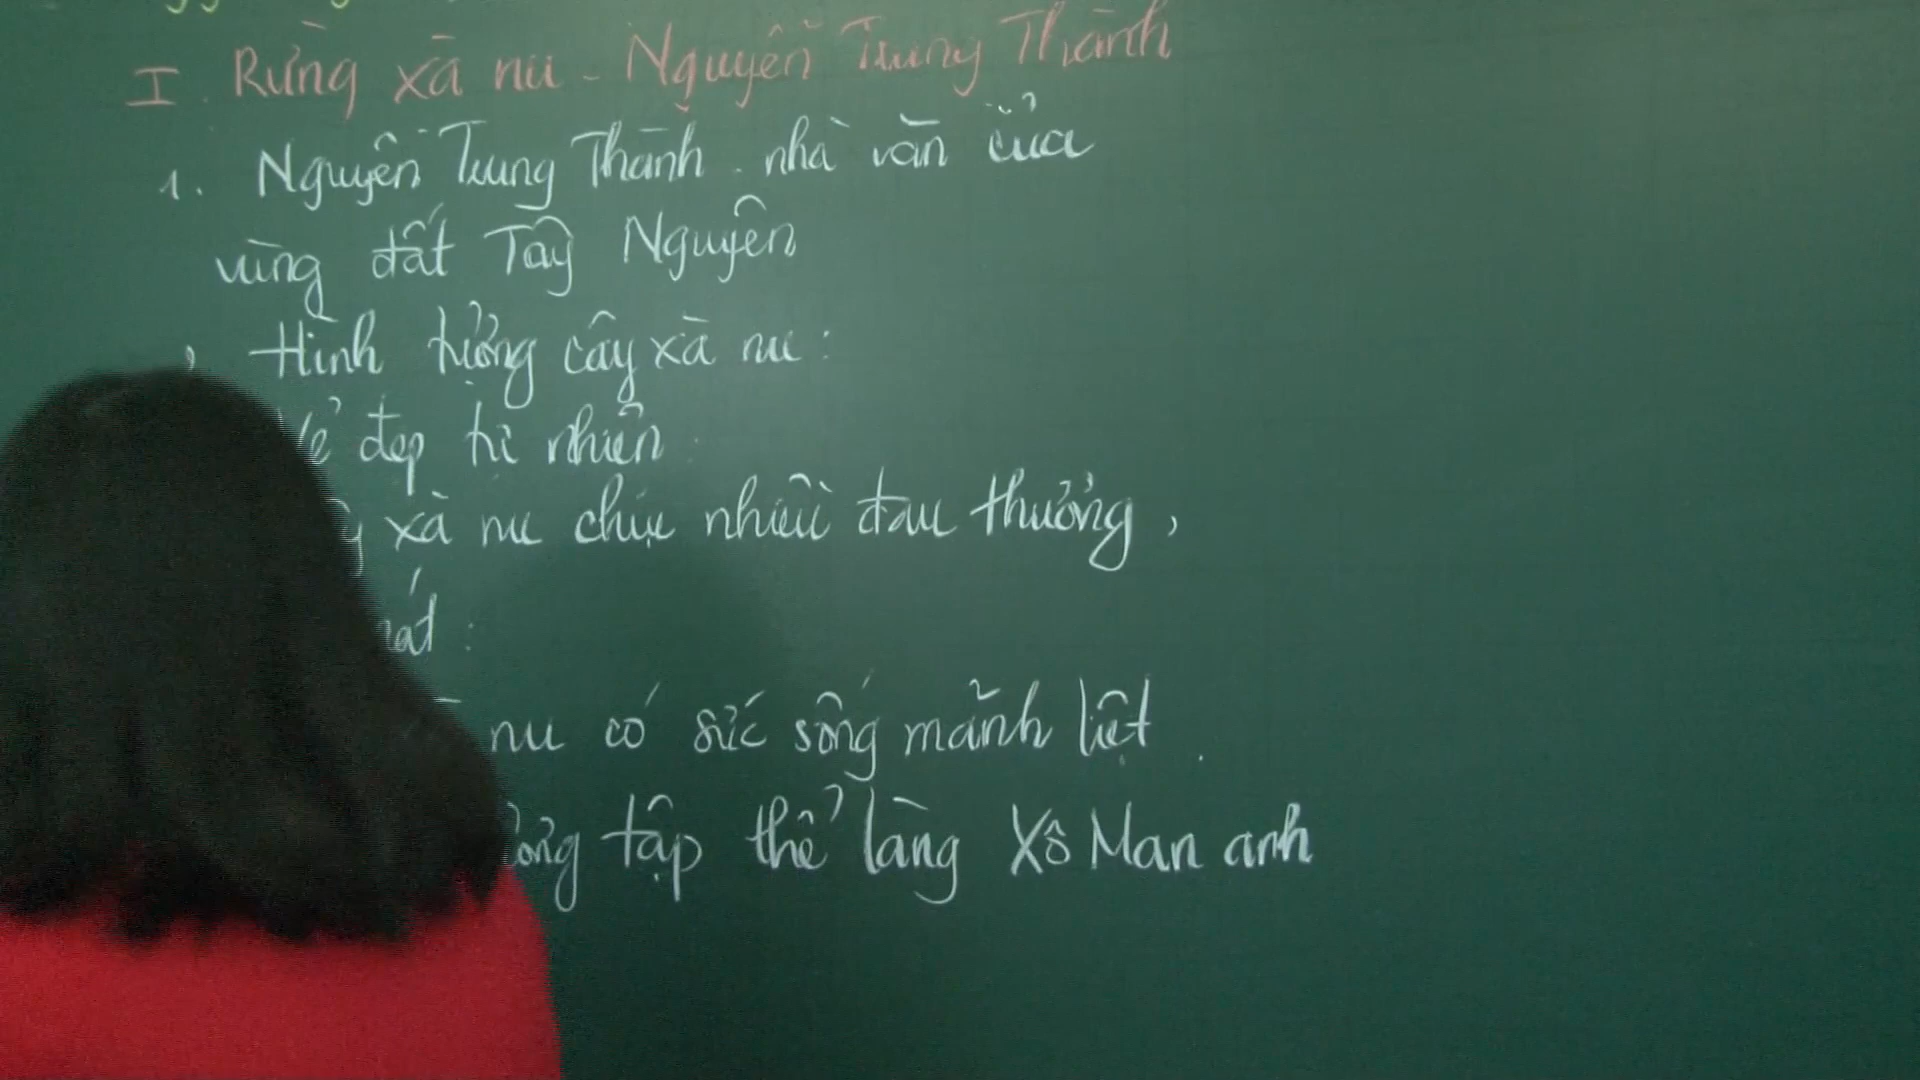 I. Rừng xà nu - Nguyễn Trung Thành
1. Nguyễn Trung Thành. nhà văn của
vùng đất Tây Nguyên
Hình tượng cây xà nu:
đẹp tự nhiên:
xà nu chịu nhiều đau thương,
nu có sức sống mãnh liệt.
tập thể làng Xô Man anh